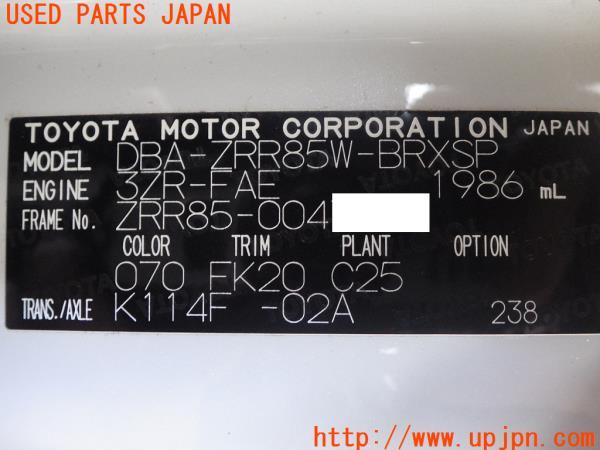 USED PARTS JAPAN
TOYOTA MOTOR CORPORATION JAPAN
MODEL DBA-ZRR85W-BRXSP
ENGINE 3ZR-FAE 1986 mL
FRAME No. ZRR85-004
COLOR TRIM PLANT OPTION
070 FK20 C25
TRANS./AXLE K114F -02A 238
http://www.upjpn.com/